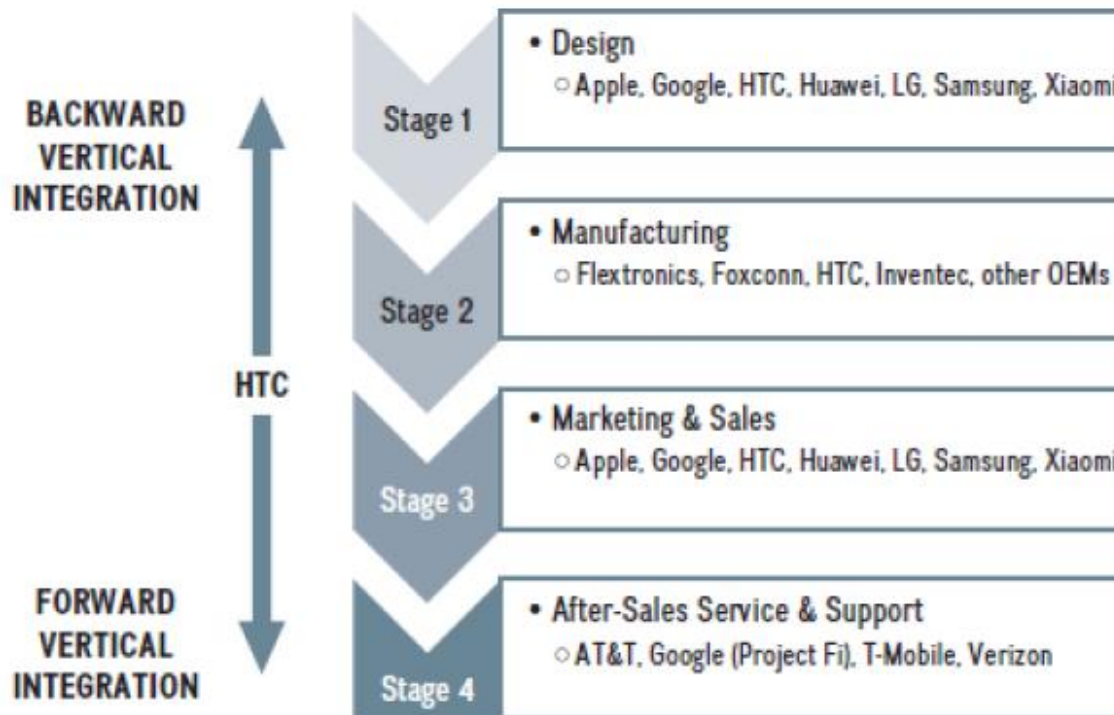 BACKWARD
VERTICAL
INTEGRATION
HTC
FORWARD
VERTICAL
INTEGRATION
Stage 1
• Design
○ Apple, Google, HTC, Huawei, LG, Samsung, Xiaomi
Stage 2
• Manufacturing
○ Flextronics, Foxconn, HTC, Inventec, other OEMs
Stage 3
• Marketing & Sales
○ Apple, Google, HTC, Huawei, LG, Samsung, Xiaomi
Stage 4
• After-Sales Service & Support
○ AT&T, Google (Project Fi), T-Mobile, Verizon